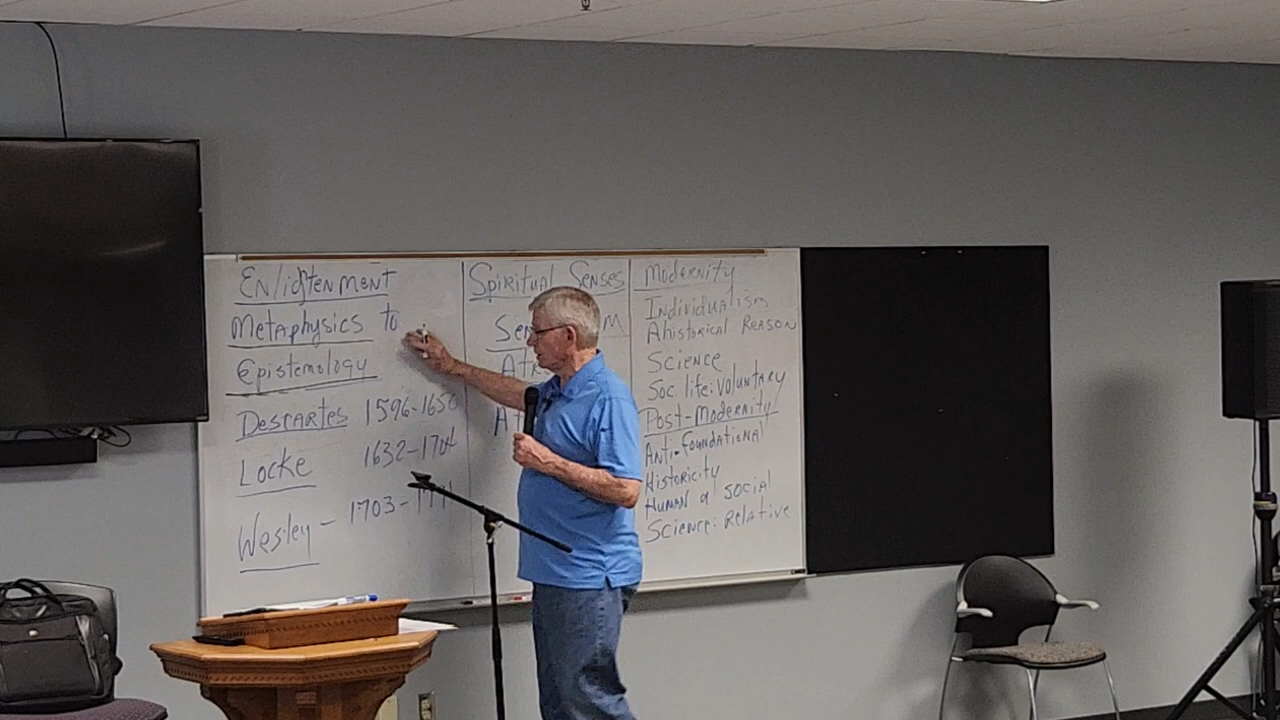 Enligtenment
Metaphysics to
Epistemology
Descartes 1596-1650
Locke 1632-1704
Wesley - 1703-
Spiritual Senses
Modernity
Individualism
Ahistorical Reason
Science
Soc. life: voluntary
Post-Modernity
Anti-foundational
Historicity
Human a social
Science: Relative